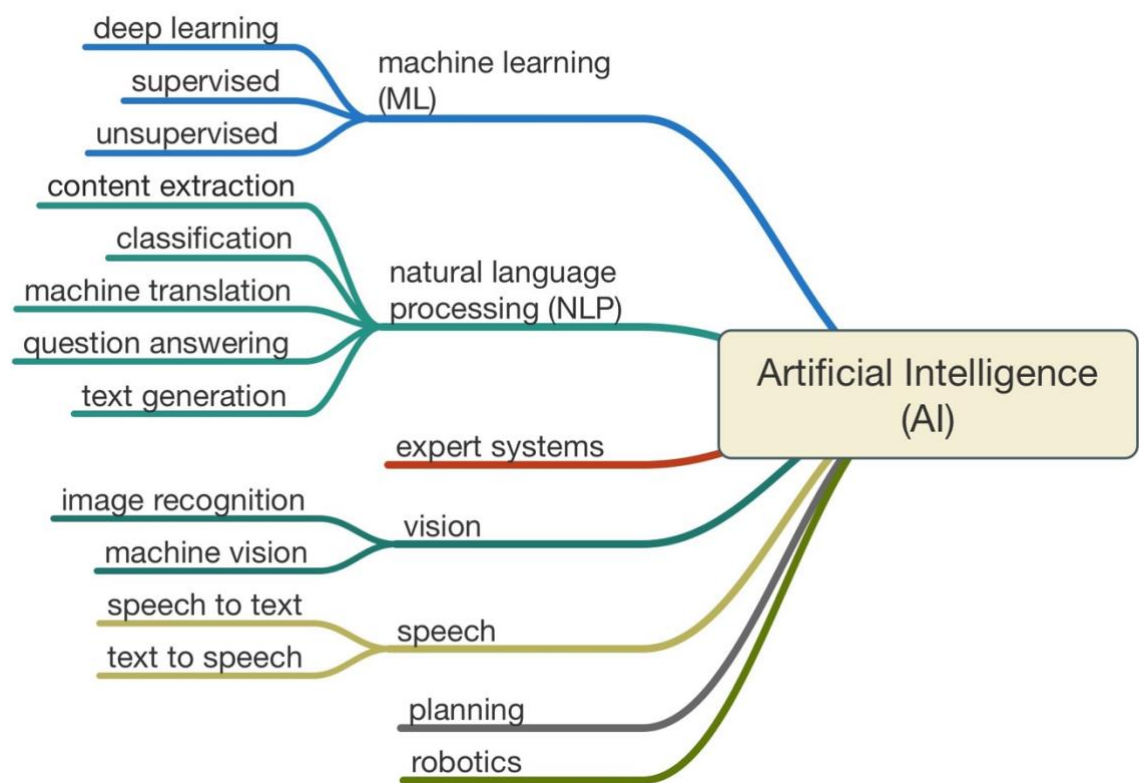 deep learning
supervised
unsupervised
machine learning
(ML)
content extraction
classification
machine translation
question answering
text generation
natural language
processing (NLP)
expert systems
image recognition
machine vision
vision
speech to text
text to speech
speech
planning
robotics
Artificial Intelligence
(AI)